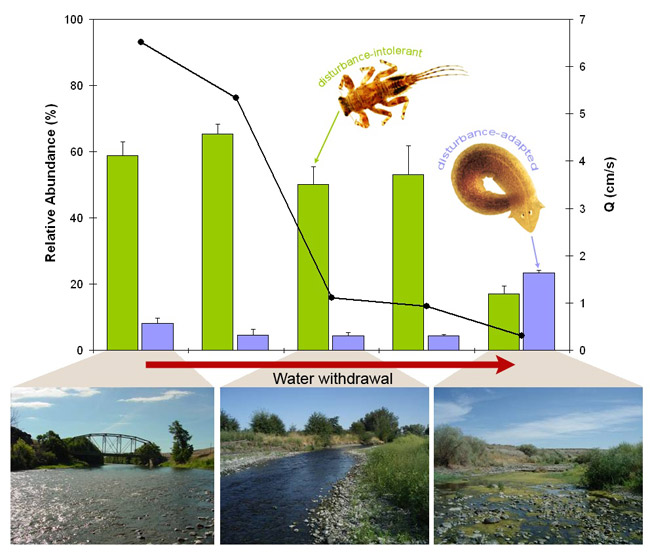 100
80
60
40
20
0
Relative Abundance (%)
7
6
5
4
3
2
1
0
Q (cm/s)
disturbance-intolerant
disturbance-adapted
Water withdrawal